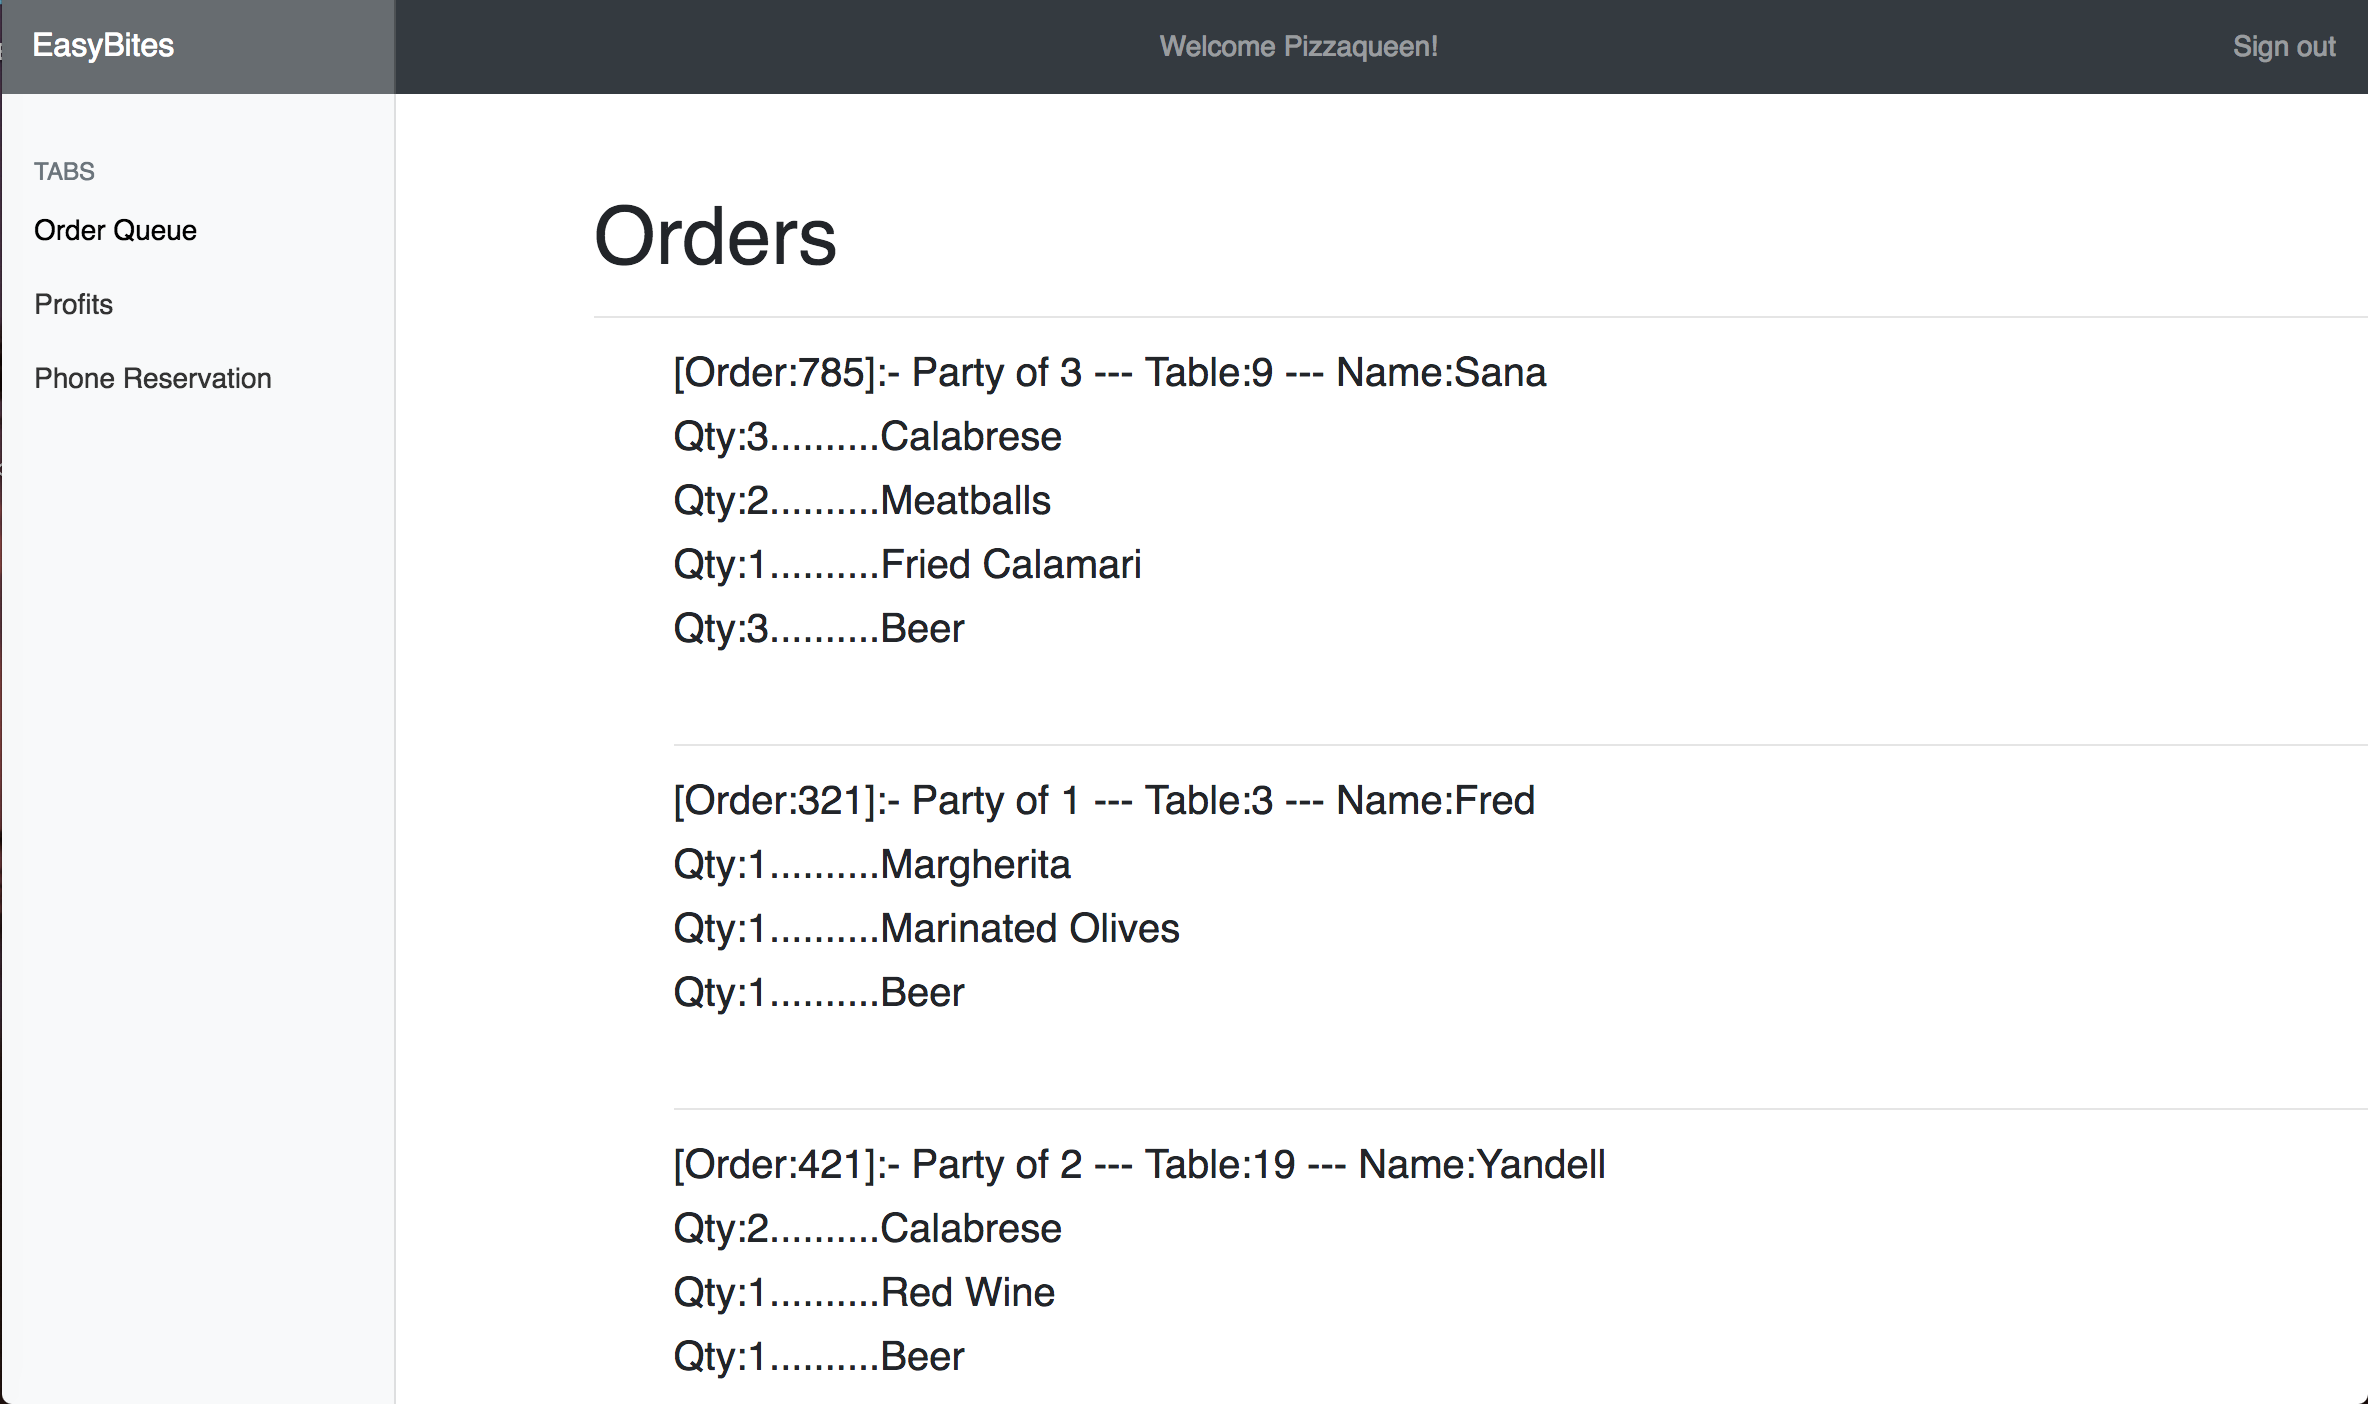 EasyBites
Welcome Pizzaqueen!
Sign out
TABS
Order Queue
Profits
Phone Reservation
Orders
[Order:785]:- Party of 3 --- Table:9 --- Name:Sana
Qty:3..........Calabrese
Qty:2..........Meatballs
Qty:1..........Fried Calamari
Qty:3..........Beer
[Order:321]:- Party of 1 --- Table:3 --- Name:Fred
Qty:1..........Margherita
Qty:1..........Marinated Olives
Qty:1..........Beer
[Order:421]:- Party of 2 --- Table:19 --- Name:Yandell
Qty:2..........Calabrese
Qty:1..........Red Wine
Qty:1..........Beer